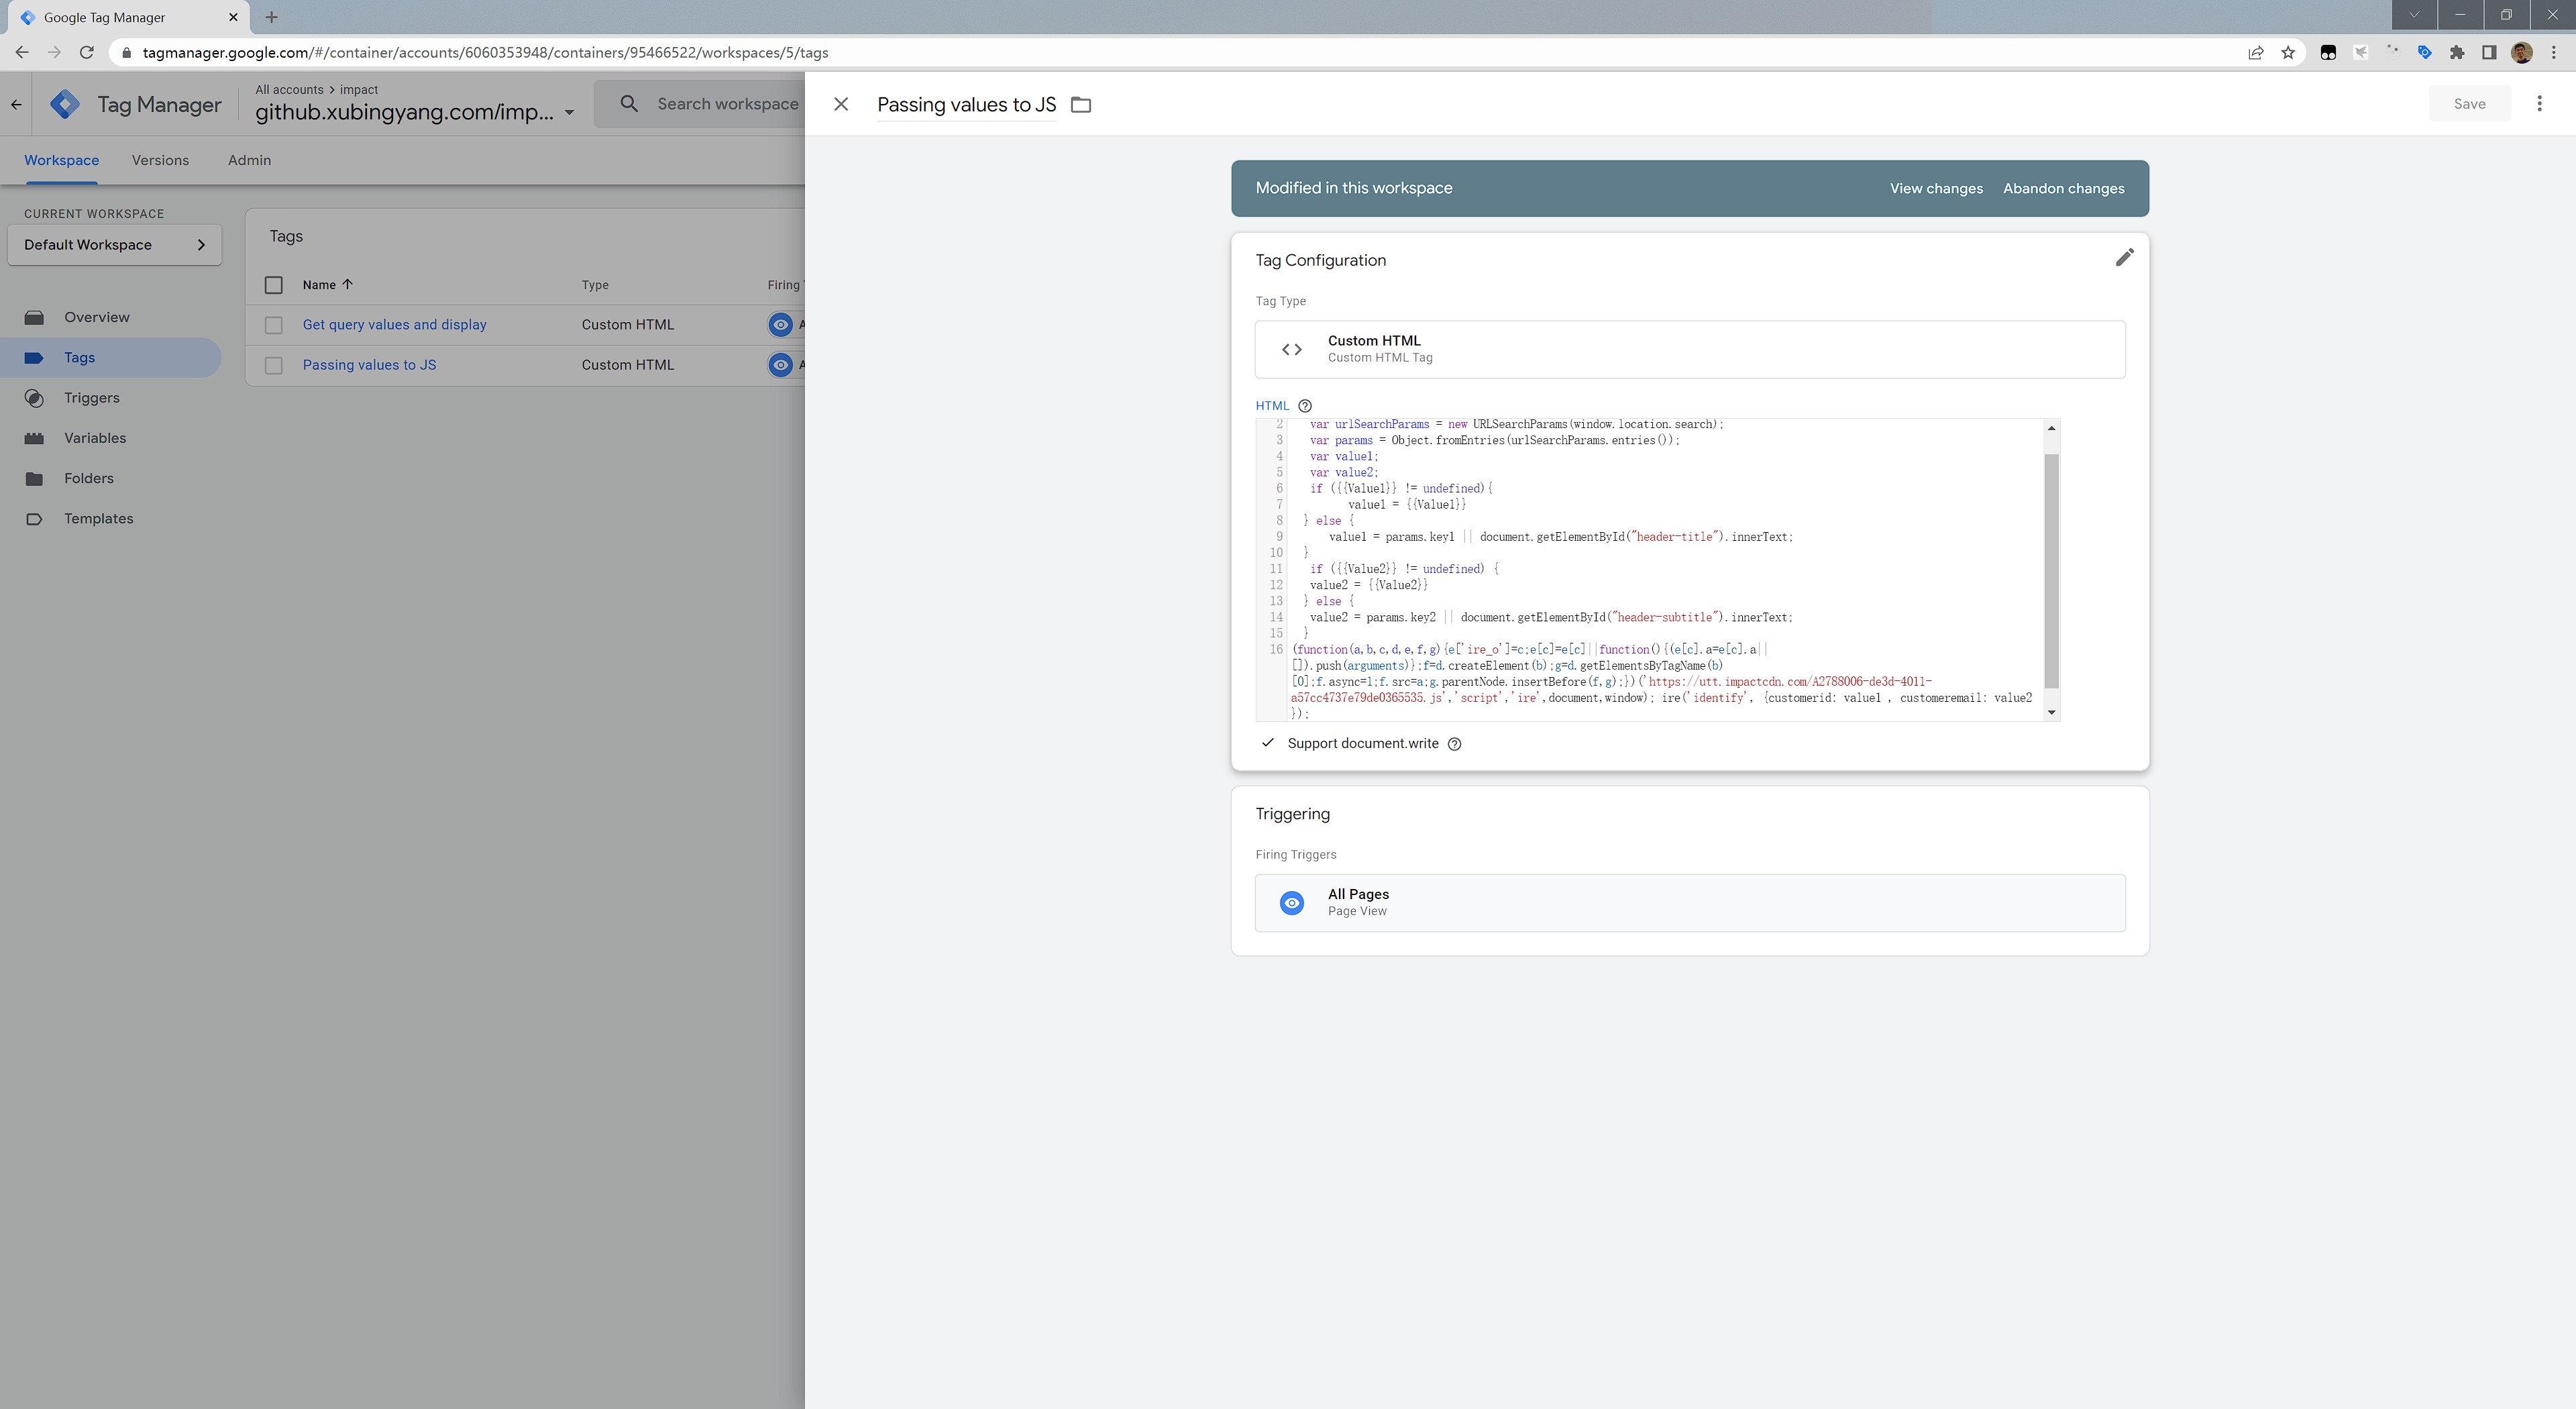 Google Tag Manager
tagmanager.google.com/#/container/accounts/6060353948/containers/95466522/workspaces/5/tags
Tag Manager
All accounts > impact
github.xubingyang.com/imp...
Search workspace
Passing values to JS
Save
Workspace
Versions
Admin
CURRENT WORKSPACE
Default Workspace
Overview
Tags
Triggers
Variables
Folders
Templates
Tags
Name
Type
Firing
Get query values and display
Custom HTML
Passing values to JS
Custom HTML
Modified in this workspace
View changes
Abandon changes
Tag Configuration
Tag Type
Custom HTML
Custom HTML Tag
HTML
2 var urlSearchParams = new URLSearchParams(window.location.search);
3 var params = Object.fromEntries(urlSearchParams.entries());
4 var value1;
5 var value2;
6 if ({{Value1}} != undefined){
7 value1 = {{Value1}}
8 } else {
9 value1 = params.key1 || document.getElementById("header-title").innerText;
10 }
11 if ({{Value2}} != undefined) {
12 value2 = {{Value2}}
13 } else {
14 value2 = params.key2 || document.getElementById("header-subtitle").innerText;
15 }
16 (function(a,b,c,d,e,f,g){e['ire_o']=c;e[c]=e[c]||function(){(e[c].a=e[c].a||
[]).push(arguments)};f=d.createElement(b);g=d.getElementsByTagName(b)
[0];f.async=1;f.src=a;g.parentNode.insertBefore(f,g);})('https://utt.impactcdn.com/A2788006-de3d-4011-
a57cc4737e79de0365535.js','script','ire',document,window); ire('identify', {customerid: value1 , customeremail: value2
});
Support document.write
Triggering
Firing Triggers
All Pages
Page View